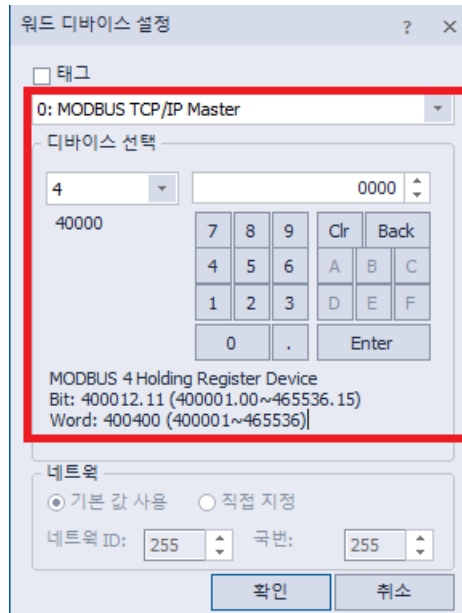 워드 디바이스 설정 ? ×
태그
0: MODBUS TCP/IP Master
디바이스 선택
4 0000
40000
7 8 9 Clr Back
4 5 6 A B C
1 2 3 D E F
0 . Enter
MODBUS 4 Holding Register Device
Bit: 400012.11 (400001.00~465536.15)
Word: 400400 (400001~465536)
네트웍
기본 값 사용 직접 지정
네트웍 ID: 255 국번: 255
확인 취소